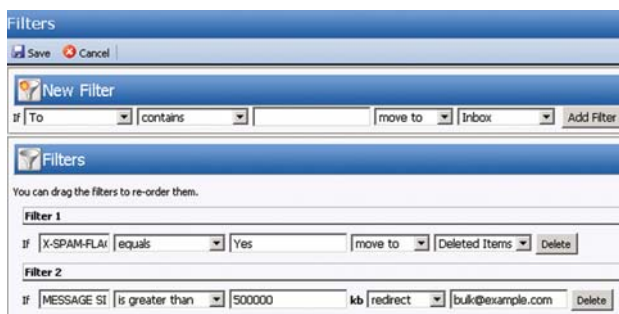 Filters
Save Cancel
New Filter
If To contains move to Inbox Add Filter
Filters
You can drag the filters to re-order them.
Filter 1
If X-SPAM-FLA equals Yes move to Deleted Items Delete
Filter 2
If MESSAGE SI is greater than 500000 kb redirect bulk@example.com Delete